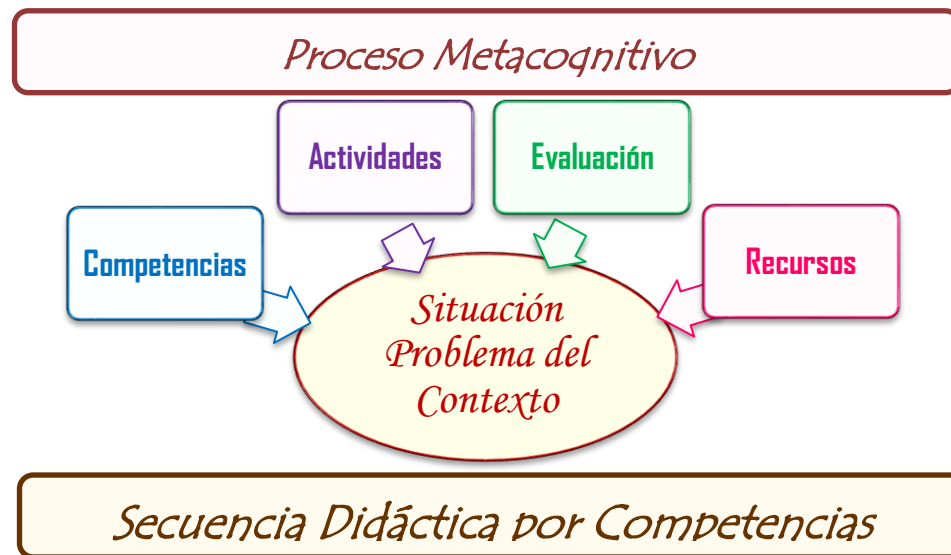 Proceso Metacognitivo
Actividades
Evaluación
Competencias
Recursos
Situación
Problema del
Contexto
Secuencia Didáctica por Competencias